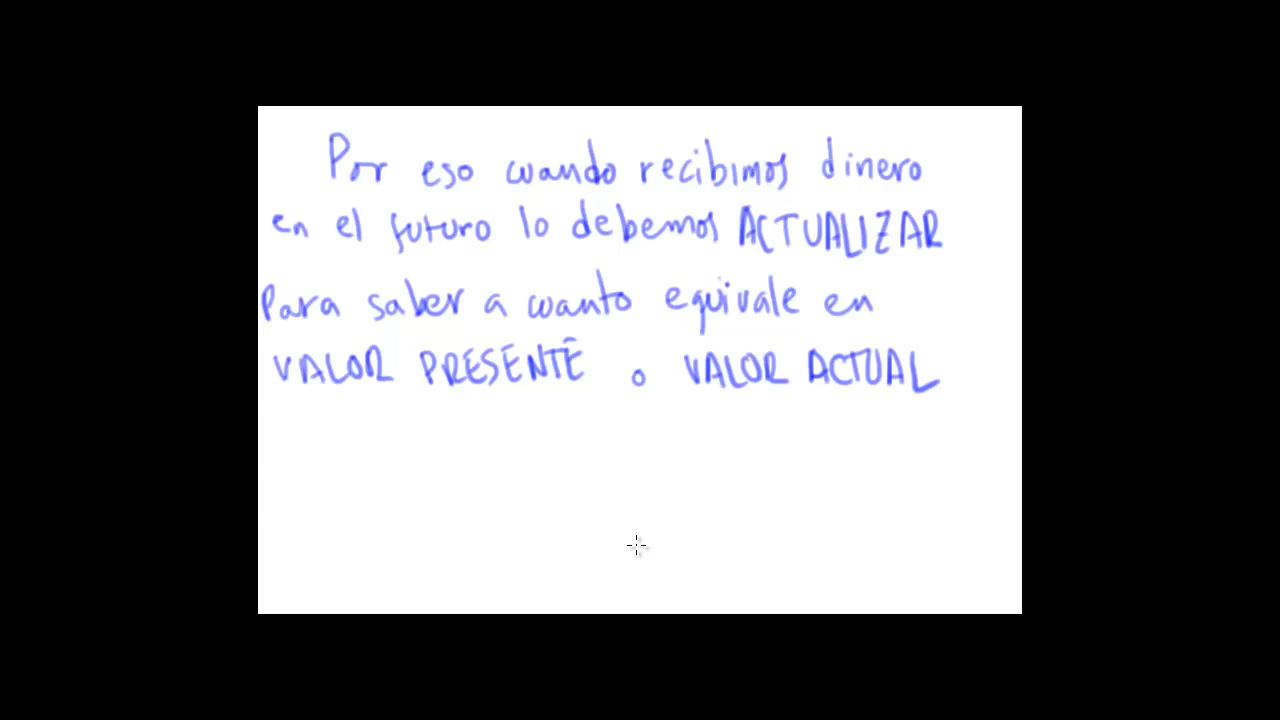 Por eso cuando recibimos dinero
en el futuro lo debemos ACTUALIZAR
para saber a cuanto equivale en
VALOR PRESENTE o VALOR ACTUAL